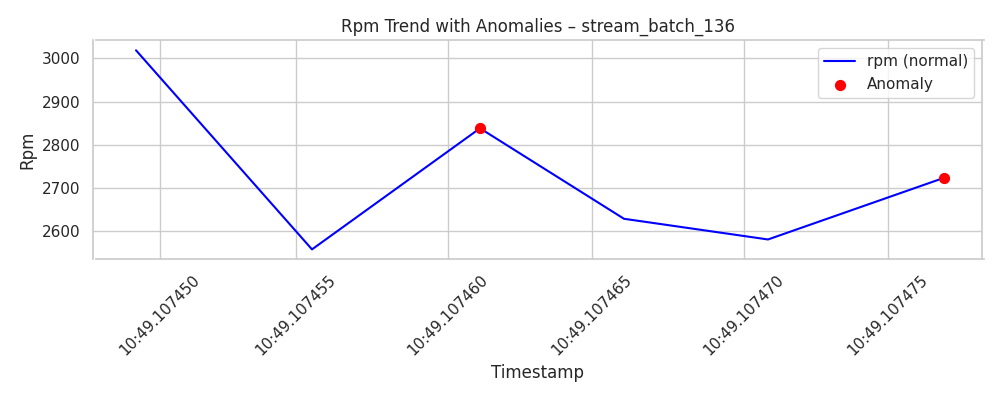 Rpm Trend with Anomalies – stream_batch_136
rpm (normal)
Anomaly
Rpm
3000
2900
2800
2700
2600
10:49.107450
10:49.107455
10:49.107460
10:49.107465
10:49.107470
10:49.107475
Timestamp